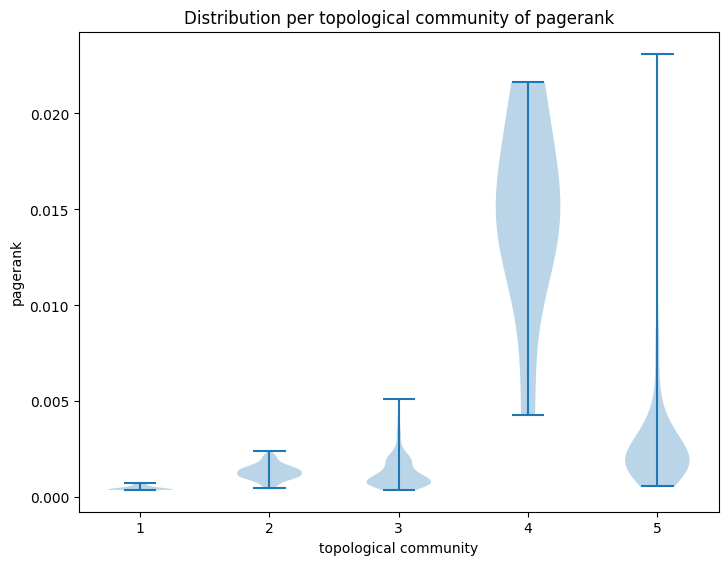 Distribution per topological community of pagerank
0.020
0.015
pagerank
0.010
0.005
0.000
1 2 3 4 5
topological community